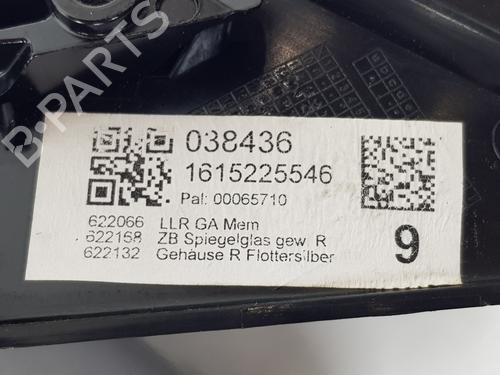 B-PARTS
038436
1615225546
Pal: 00065710
622066 LLR GA Mem
622158 ZB Spiegelglas gew. R
622132 Gehäuse R Flottersilber
9